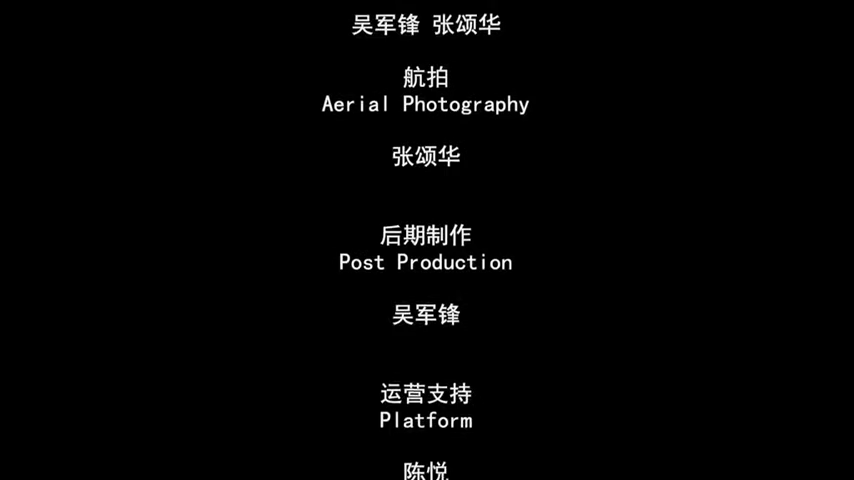 吴军锋 张颂华
航拍
Aerial Photography
张颂华
后期制作
Post Production
吴军锋
运营支持
Platform
陈悦